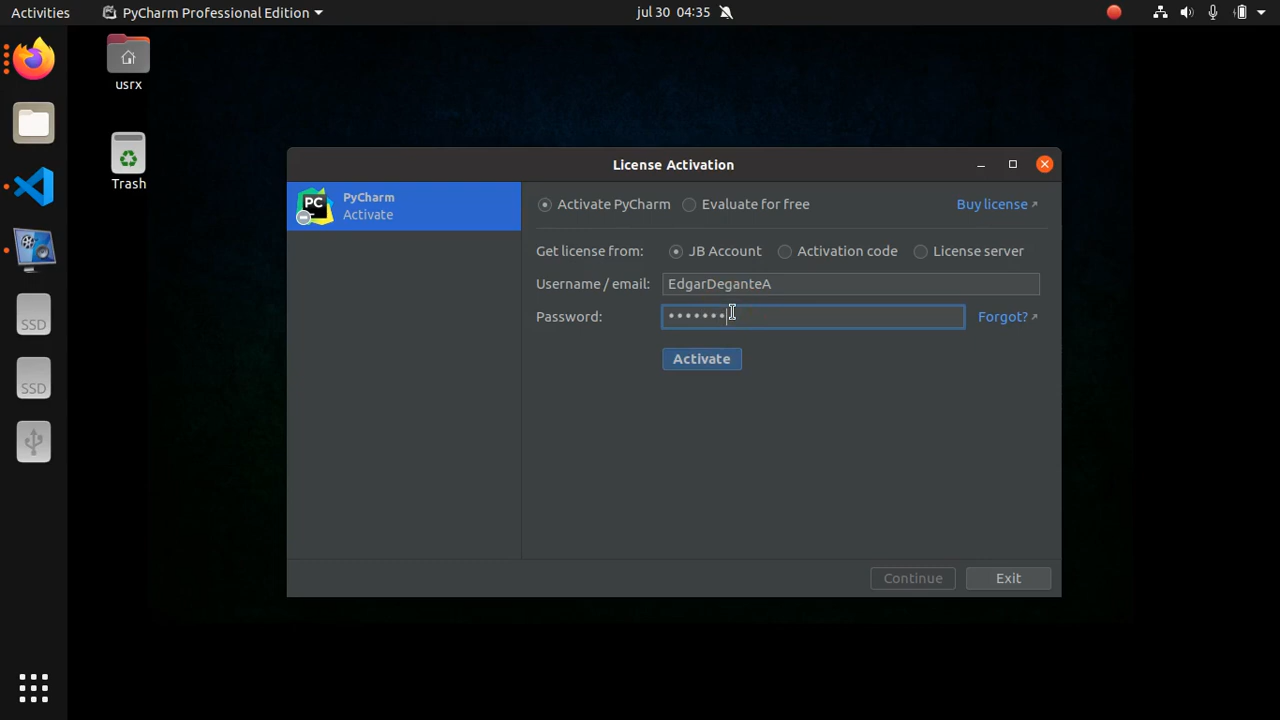 Activities
PyCharm Professional Edition
jul 30 04:35
usrx
Trash
SSD
SSD
License Activation
PC
PyCharm
Activate
Activate PyCharm
Evaluate for free
Buy license
Get license from:
JB Account
Activation code
License server
Username / email:
EdgarDeganteA
Password:
•••••••
Forgot?
Activate
Continue
Exit